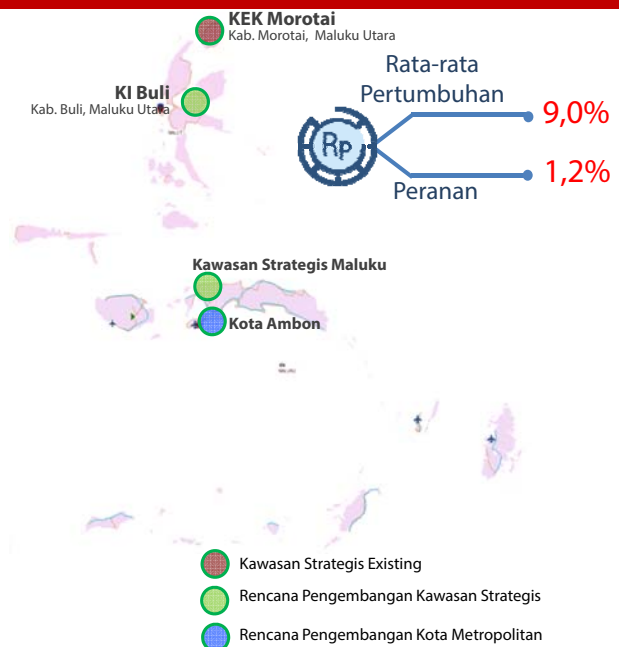 KEK Morotai
Kab. Morotai, Maluku Utara
KI Buli
Kab. Buli, Maluku Utara
Rata-rata
Pertumbuhan
9,0%
Rp
1,2%
Peranan
Kawasan Strategis Maluku
Kota Ambon
Kawasan Strategis Existing
Rencana Pengembangan Kawasan Strategis
Rencana Pengembangan Kota Metropolitan